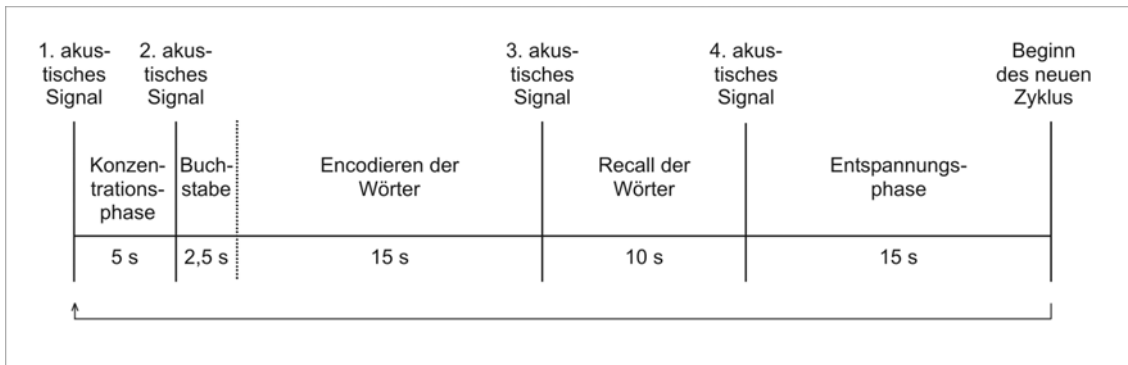 1. akus-
tisches
Signal
2. akus-
tisches
Signal
3. akus-
tisches
Signal
4. akus-
tisches
Signal
Beginn
des neuen
Zyklus
Konzen-
trations-
phase
Buch-
stabe
Encodieren der
Wörter
Recall der
Wörter
Entspannungs-
phase
5 s
2,5 s
15 s
10 s
15 s